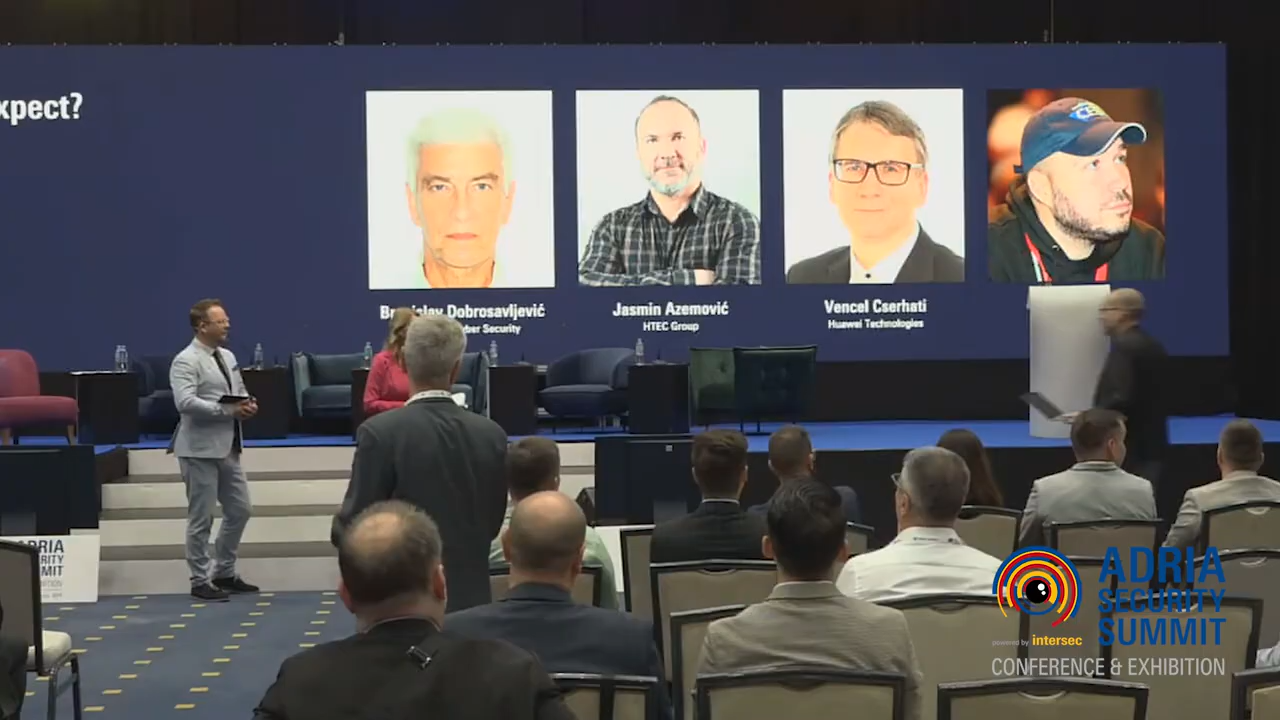 xpect?
Jasmin Azemović
HTEC Group
Vencel Cserhati
Huawei Technologies
Dobrosavljević
Security
ADRIA
SECURITY
SUMMIT
powered by intersec
CONFERENCE & EXHIBITION